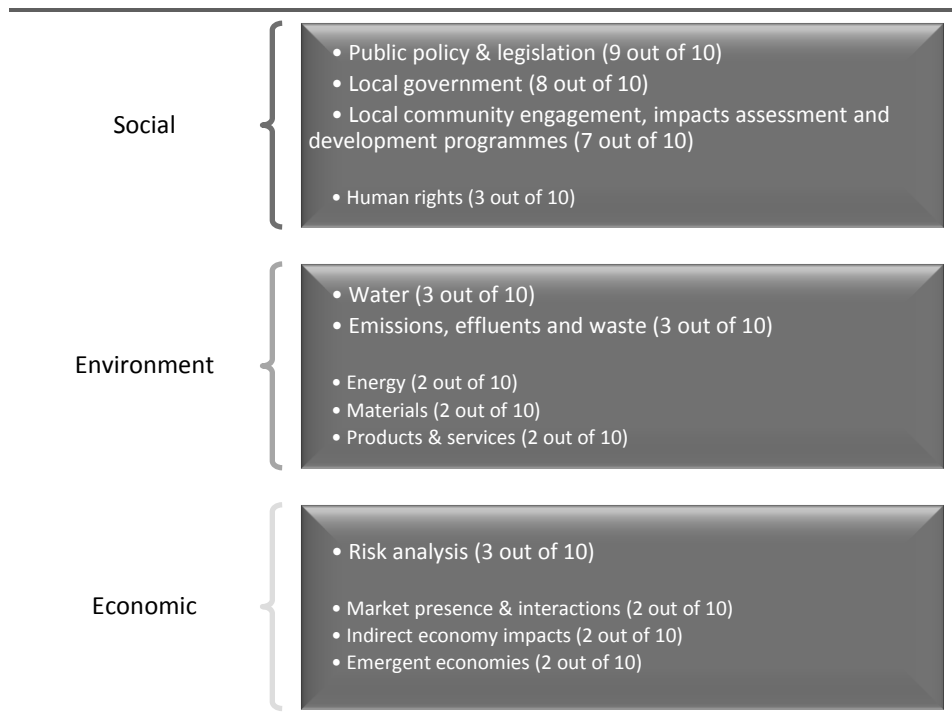 Social
• Public policy & legislation (9 out of 10)
• Local government (8 out of 10)
• Local community engagement, impacts assessment and
development programmes (7 out of 10)
• Human rights (3 out of 10)
Environment
• Water (3 out of 10)
• Emissions, effluents and waste (3 out of 10)
• Energy (2 out of 10)
• Materials (2 out of 10)
• Products & services (2 out of 10)
Economic
• Risk analysis (3 out of 10)
• Market presence & interactions (2 out of 10)
• Indirect economy impacts (2 out of 10)
• Emergent economies (2 out of 10)